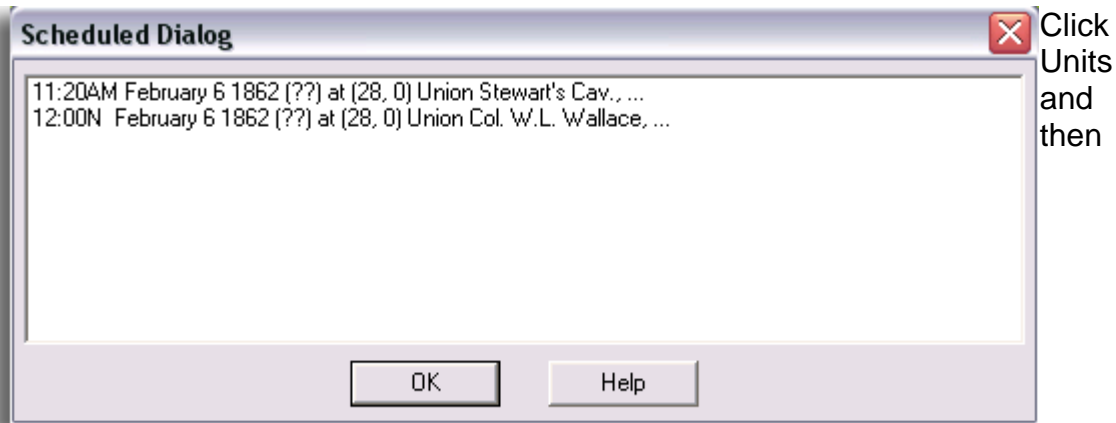 Scheduled Dialog
11:20AM February 6 1862 (??) at (28, 0) Union Stewart's Cav., ...
12:00N  February 6 1862 (??) at (28, 0) Union Col. W.L. Wallace, ...
OK
Help
Click
Units
and
then